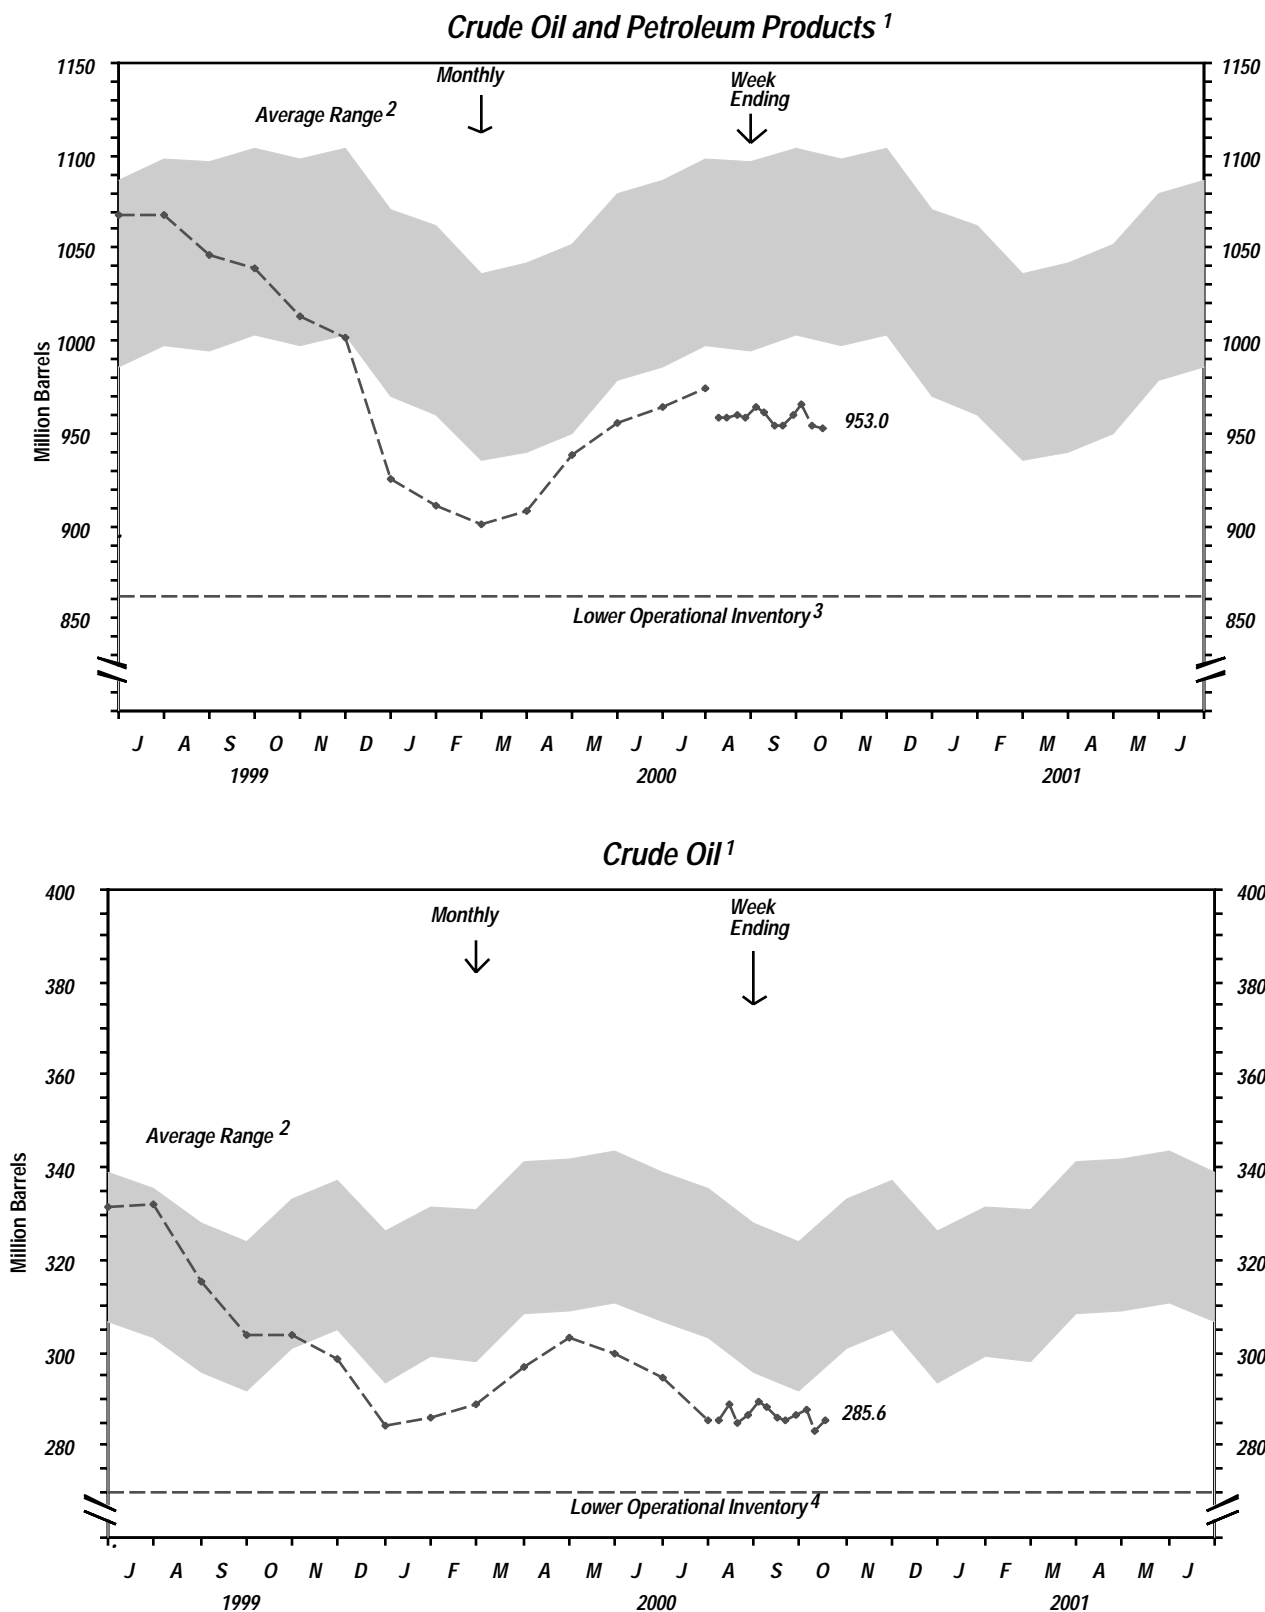 Crude Oil and Petroleum Products 1
1150 Monthly Week 1150
Average Range 2 Ending
1100 1100
1050 1050
1000 1000
Million Barrels
950 953.0 950
900 900
Lower Operational Inventory 3
850 850
J A S O N D J F M A M J J A S O N D J F M A M J
1999 2000 2001
Crude Oil 1
400 400
Monthly Week
Ending
380 380
360 360
Average Range 2
340 340
Million Barrels
320 320
300 300
285.6
280 280
Lower Operational Inventory 4
J A S O N D J F M A M J J A S O N D J F M A M J
1999 2000 2001